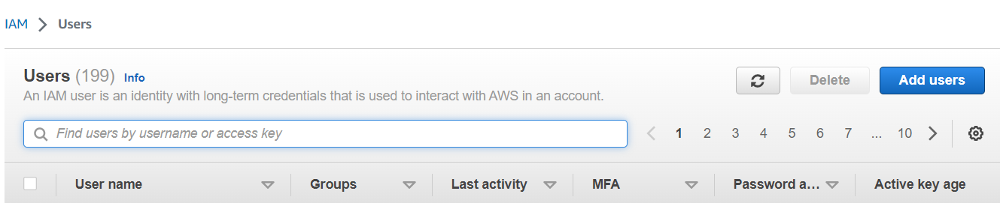 IAM > Users
Users (199) Info
An IAM user is an identity with long-term credentials that is used to interact with AWS in an account.
Delete
Add users
Find users by username or access key
1 2 3 4 5 6 7 ... 10
User name Groups Last activity MFA Password a... Active key age